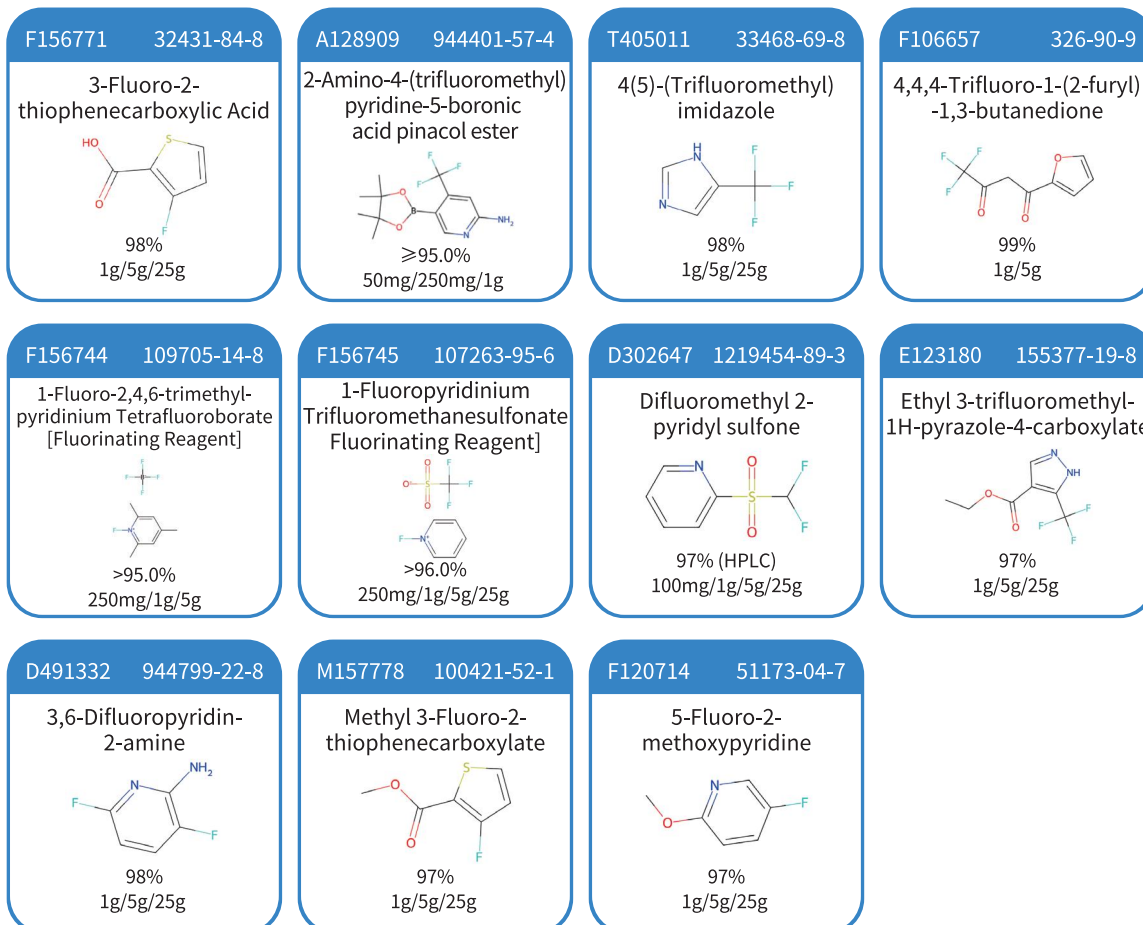 F156771 32431-84-8
3-Fluoro-2-
thiophenecarboxylic Acid
HO
S
O
F
98%
1g/5g/25g
A128909 944401-57-4
2-Amino-4-(trifluoromethyl)
pyridine-5-boronic
acid pinacol ester
F
F
F
O
B
O
N
NH₂
≥95.0%
50mg/250mg/1g
T405011 33468-69-8
4(5)-(Trifluoromethyl)
imidazole
H
N
F
F
N
F
98%
1g/5g/25g
F106657 326-90-9
4,4,4-Trifluoro-1-(2-furyl)
-1,3-butanedione
F
F
F
O
O
O
99%
1g/5g
F156744 109705-14-8
1-Fluoro-2,4,6-trimethyl-
pyridinium Tetrafluoroborate
[Fluorinating Reagent]
F
F
B
F
F
F
N⁺
>95.0%
250mg/1g/5g
F156745 107263-95-6
1-Fluoropyridinium
Trifluoromethanesulfonate
Fluorinating Reagent]
O
F
O⁻
S
F
O
F
F
N⁺
>96.0%
250mg/1g/5g/25g
D302647 1219454-89-3
Difluoromethyl 2-
pyridyl sulfone
O
F
N
S
O
F
97% (HPLC)
100mg/1g/5g/25g
E123180 155377-19-8
Ethyl 3-trifluoromethyl-
1H-pyrazole-4-carboxylate
N
NH
O
O
F
F
F
97%
1g/5g/25g
D491332 944799-22-8
3,6-Difluoropyridin-
2-amine
N
NH₂
F
F
98%
1g/5g/25g
M157778 100421-52-1
Methyl 3-Fluoro-2-
thiophenecarboxylate
S
O
O
F
97%
1g/5g/25g
F120714 51173-04-7
5-Fluoro-2-
methoxypyridine
N
F
O
97%
1g/5g/25g